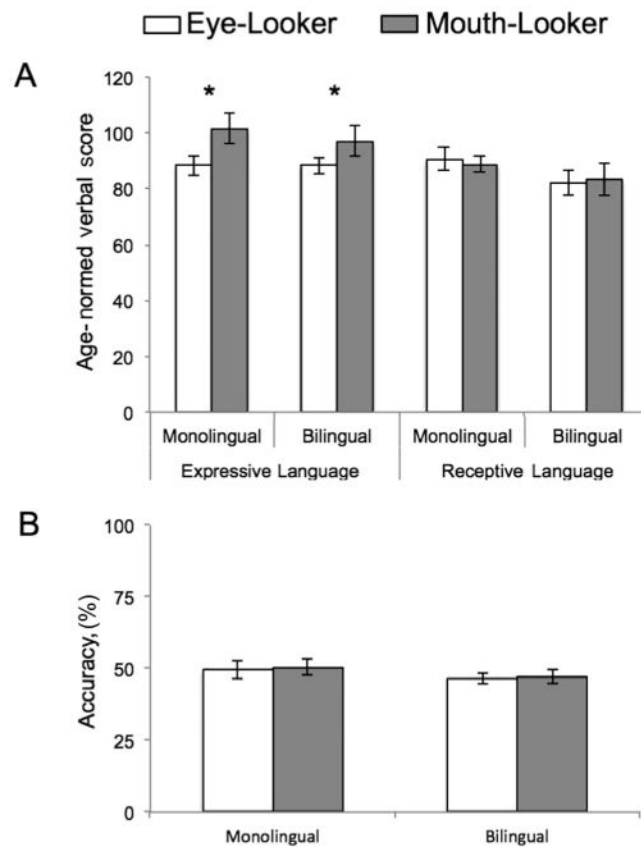 Eye-Looker Mouth-Looker
A
* *
Age-normed verbal score
120
100
80
60
40
20
0
Monolingual Bilingual Monolingual Bilingual
Expressive Language Receptive Language
B
Accuracy, (%)
100
75
50
25
0
Monolingual Bilingual